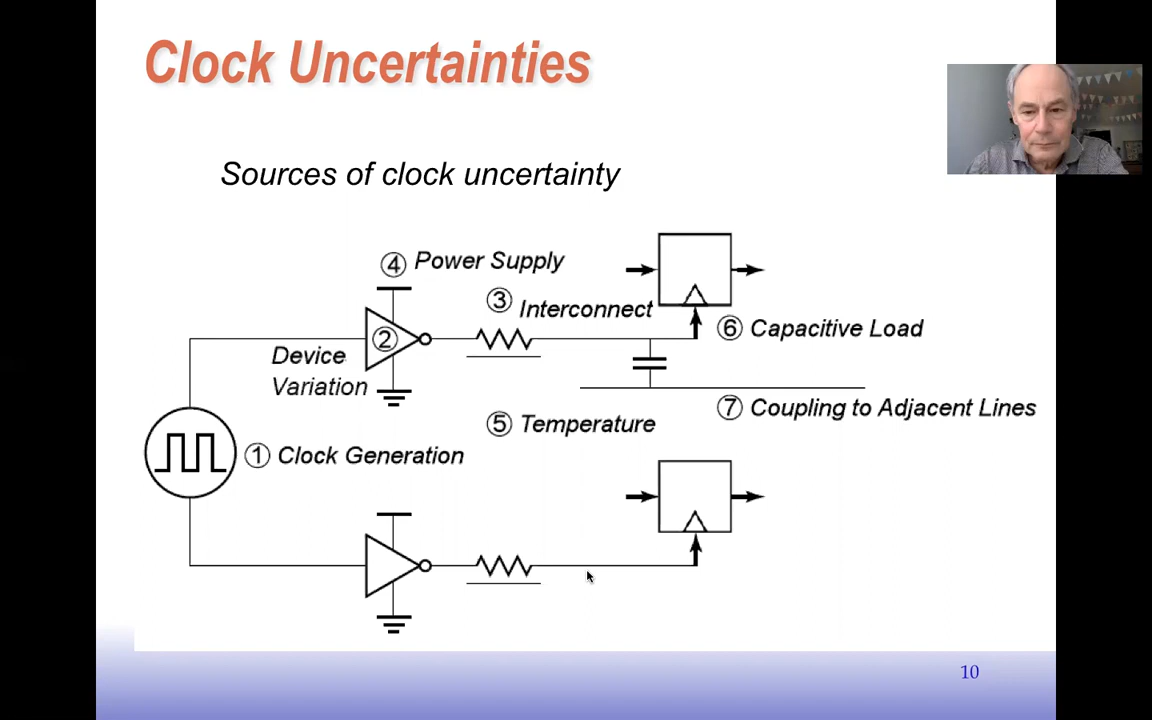 Clock Uncertainties
Sources of clock uncertainty
④ Power Supply
③ Interconnect
② 
Device
Variation
⑥ Capacitive Load
⑦ Coupling to Adjacent Lines
⑤ Temperature
① Clock Generation
10